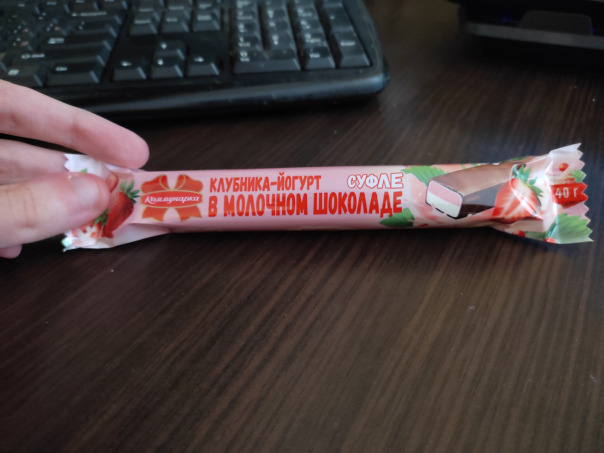 Коммунарка
КЛУБНИКА-ЙОГУРТ СУФЛЕ
В МОЛОЧНОМ ШОКОЛАДЕ
40 г